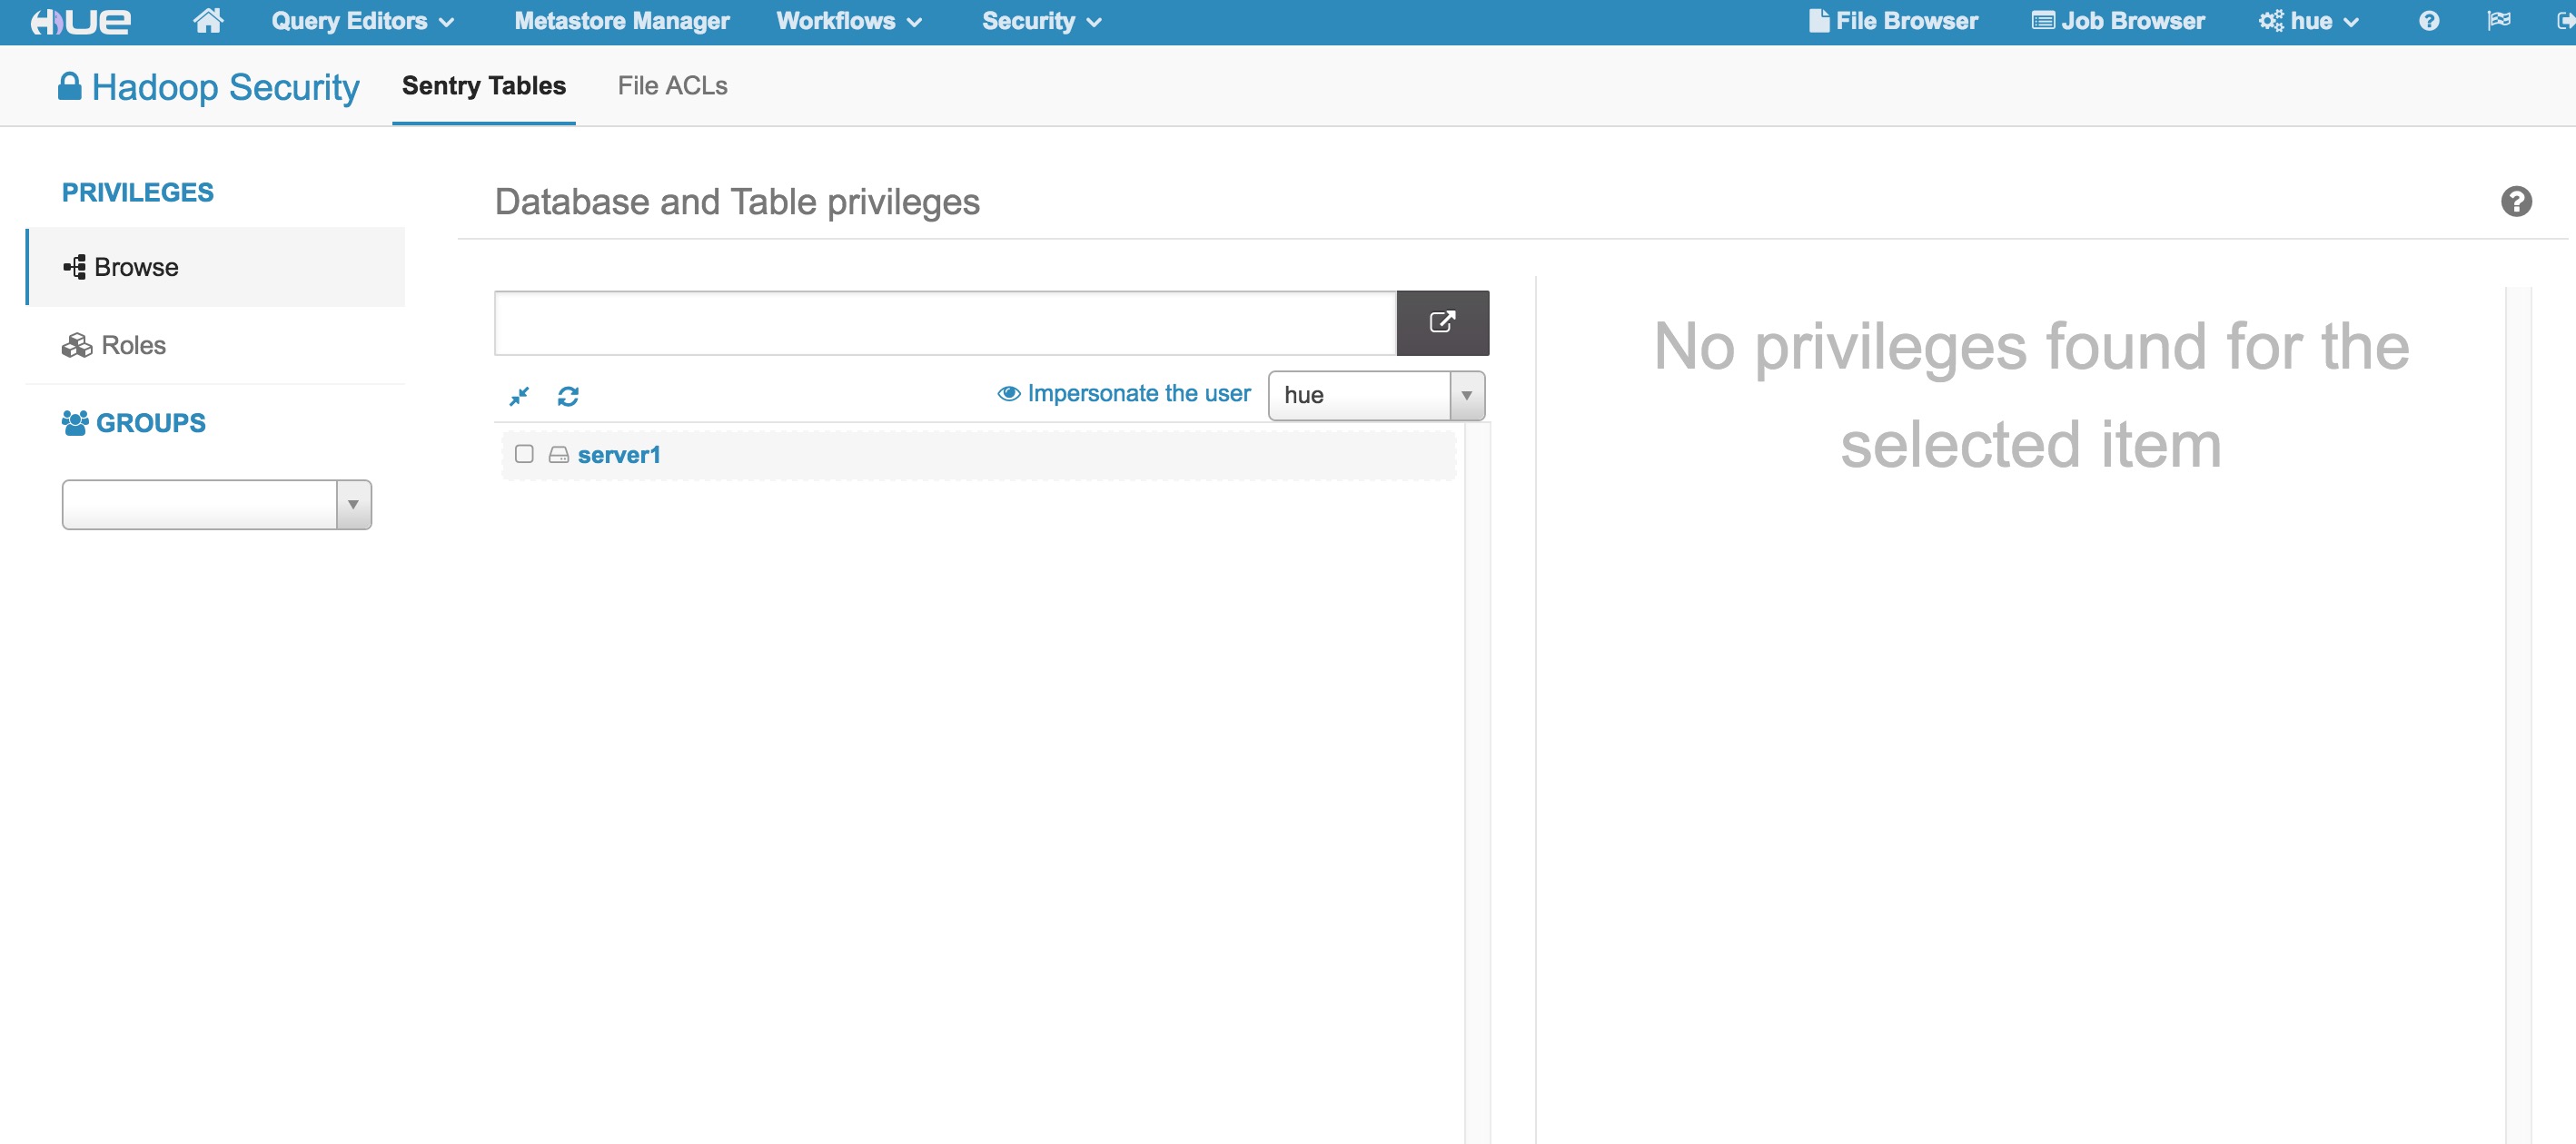 HUE Query Editors Metastore Manager Workflows Security File Browser Job Browser hue
Hadoop Security Sentry Tables File ACLs
PRIVILEGES
Browse
Roles
GROUPS
Database and Table privileges
Impersonate the user hue
server1
No privileges found for the
selected item